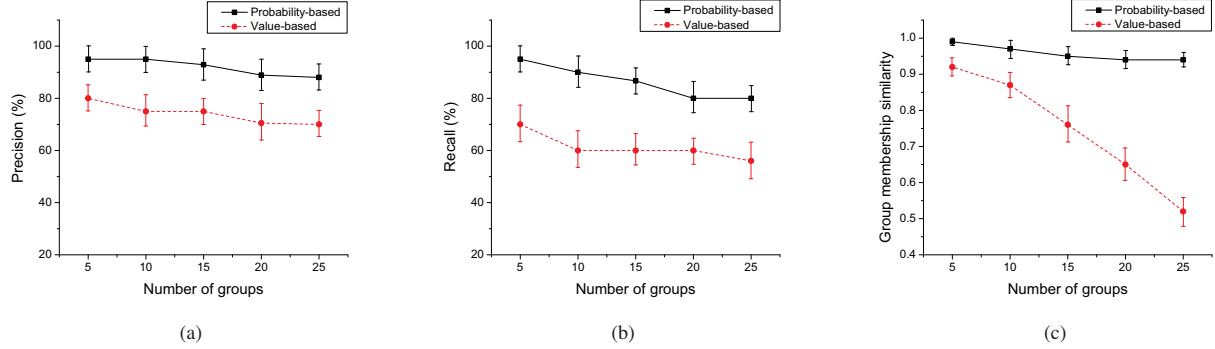 Probability-based
Value-based
100
80
60
40
20
Precision (%)
5 10 15 20 25
Number of groups
(a)
Probability-based
Value-based
100
80
60
40
20
Recall (%)
5 10 15 20 25
Number of groups
(b)
Probability-based
Value-based
1.0
0.9
0.8
0.7
0.6
0.5
0.4
Group membership similarity
5 10 15 20 25
Number of groups
(c)